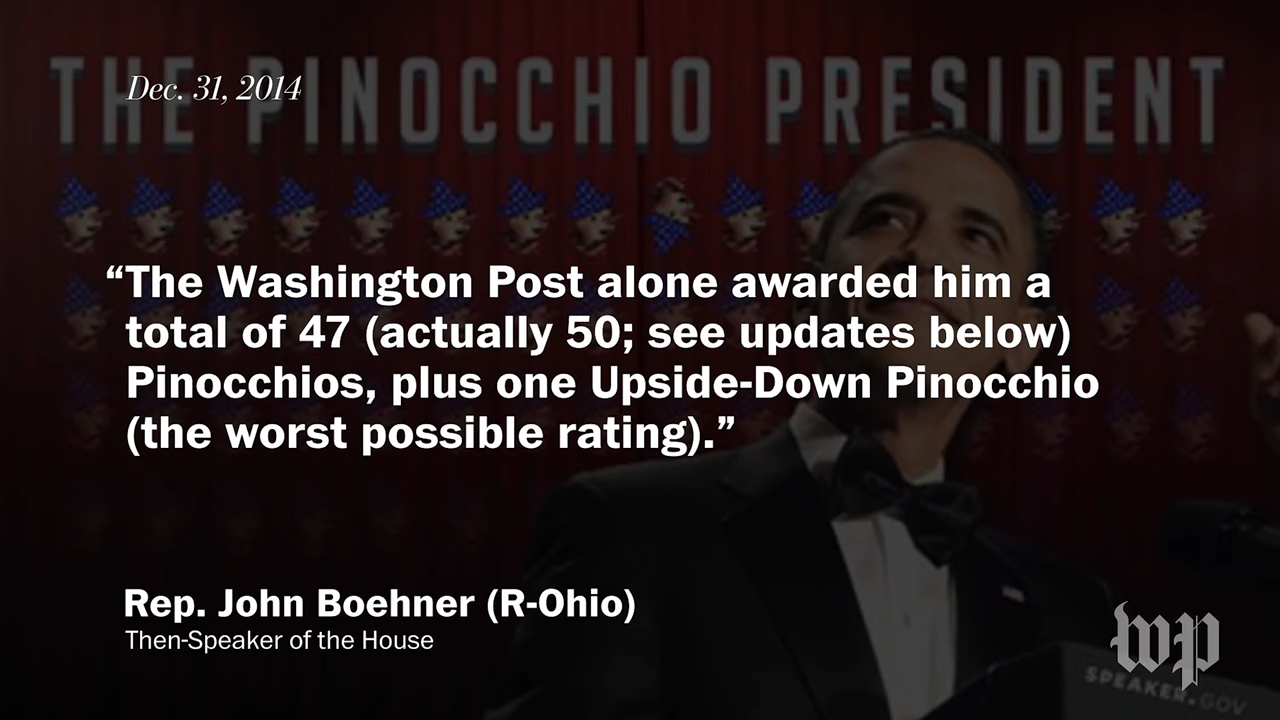 THE PINOCCHIO PRESIDENT
Dec. 31, 2014
“The Washington Post alone awarded him a
total of 47 (actually 50; see updates below)
Pinocchios, plus one Upside-Down Pinocchio
(the worst possible rating).”
Rep. John Boehner (R-Ohio)
Then-Speaker of the House
wp
SPEAKER.GOV